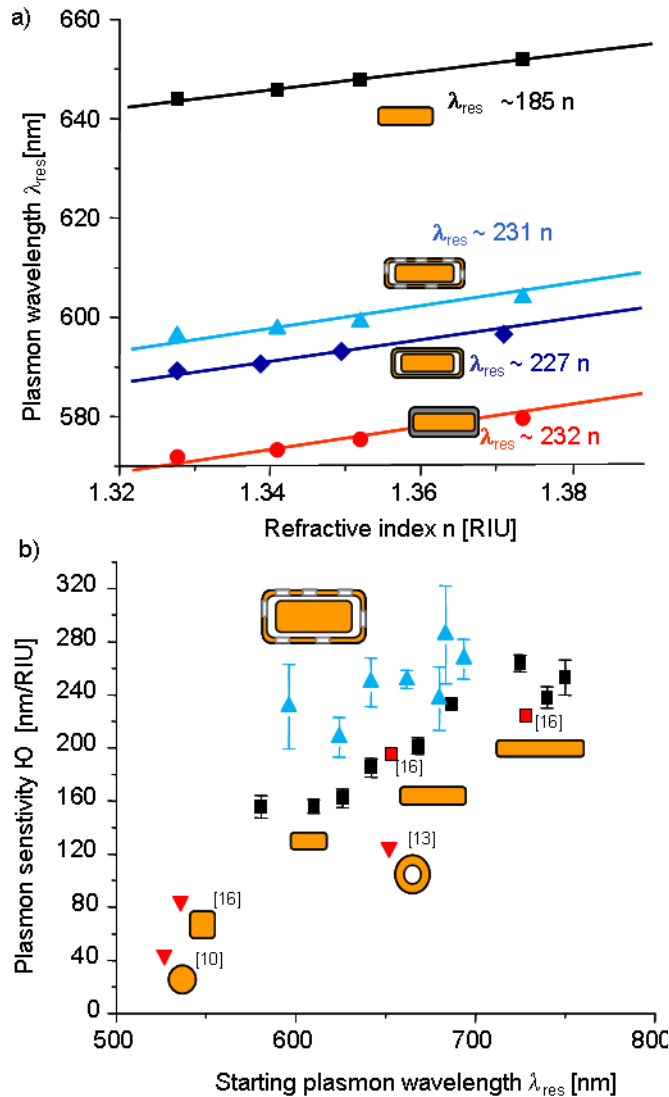 a)
660
640
620
600
580
Plasmon wavelength λres[nm]
λres ~185 n
λres ~ 231 n
λres ~ 227 n
λres ~ 232 n
1.32 1.34 1.36 1.38
Refractive index n [RIU]
b)
320
280
240
200
160
120
80
40
0
Plasmon senstivity Ю [nm/RIU]
[16]
[16]
[13]
[16]
[10]
500 600 700 800
Starting plasmon wavelength λres [nm]